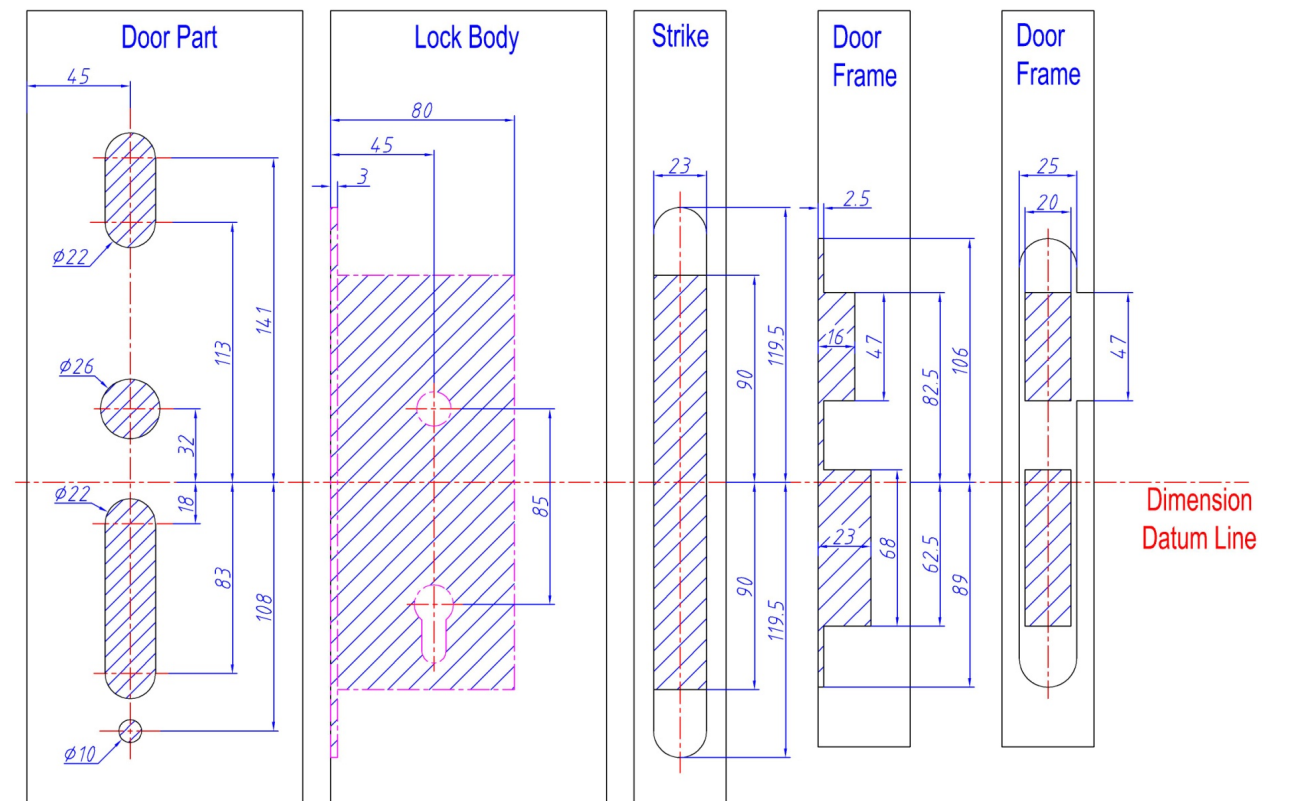 Door Part
Lock Body
Strike
Door
Frame
Door
Frame
45
80
45
3
23
2.5
25
20
ϕ22
141
113
ϕ26
32
119.5
90
16
47
82.5
106
47
ϕ22
18
83
108
85
90
119.5
23
68
62.5
89
Dimension
Datum Line
ϕ10